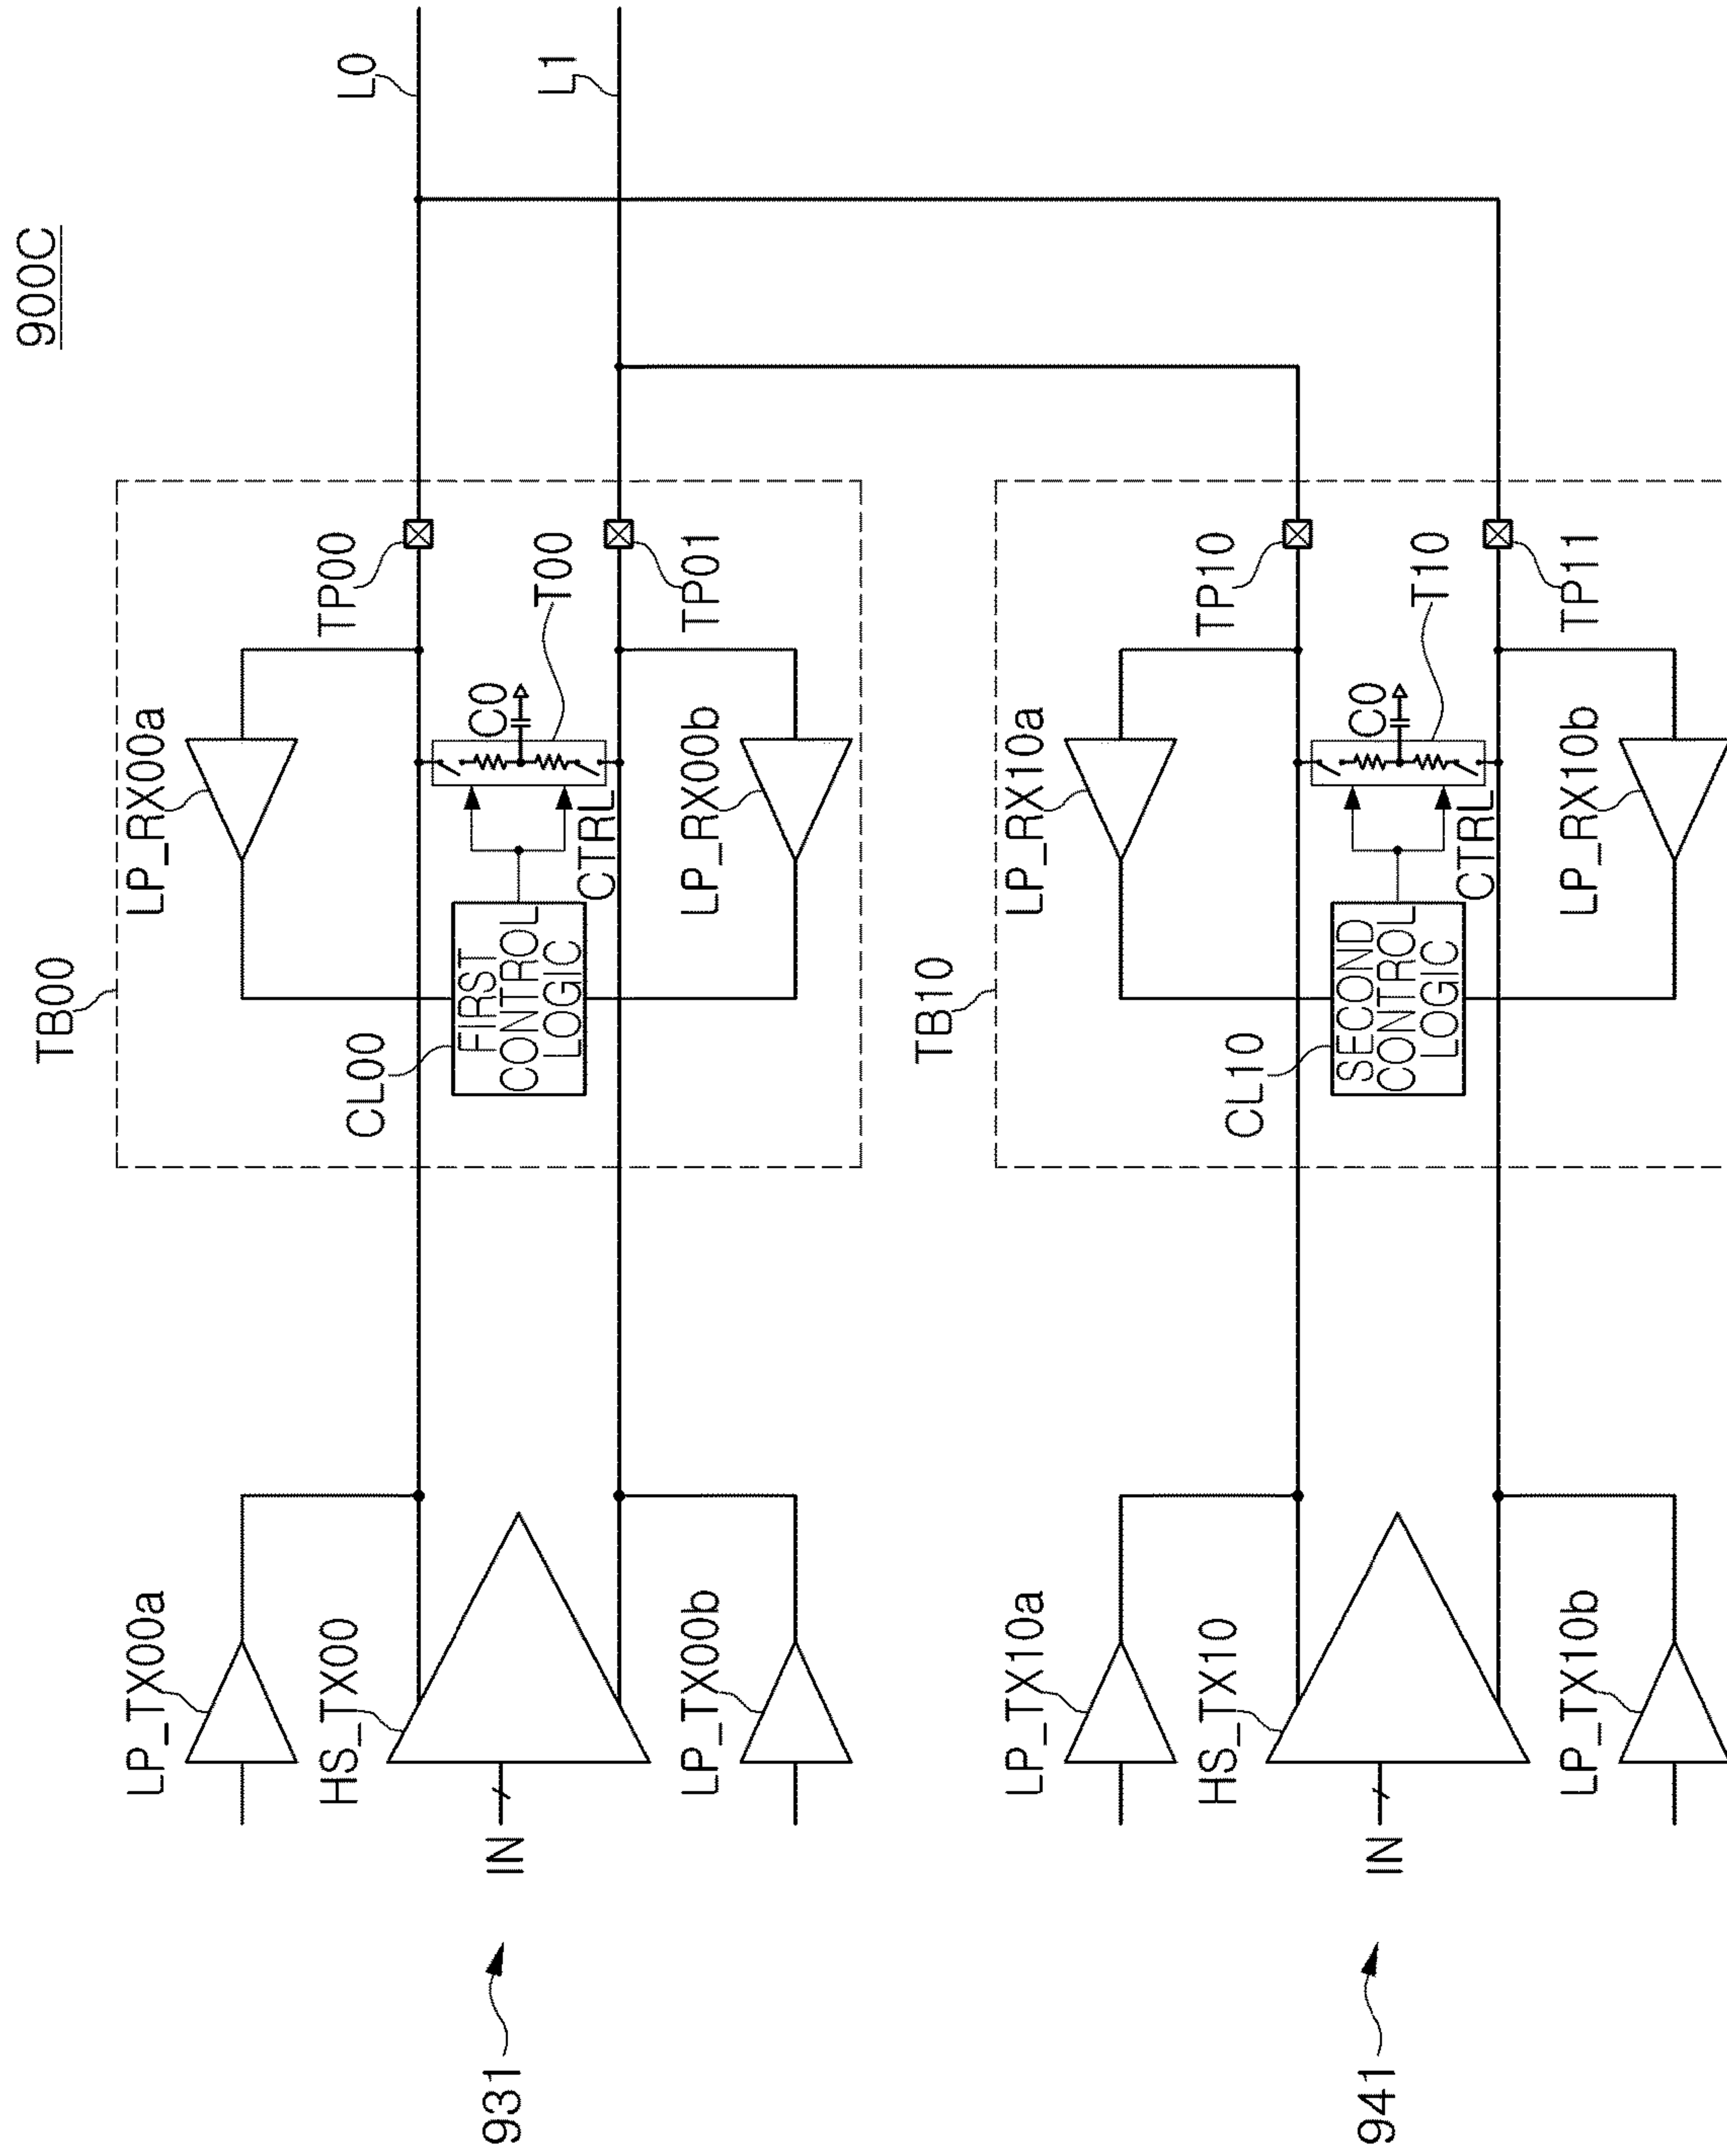 900C
L0
L1
TB00
LP_RX00a
TP00
C0
T00
TP01
CL00
FIRST
CONTROL
LOGIC
CTRL
LP_RX00b
LP_TX00a
HS_TX00
IN
LP_TX00b
931
TB10
LP_RX10a
TP10
C0
T10
TP11
CL10
SECOND
CONTROL
LOGIC
CTRL
LP_RX10b
LP_TX10a
HS_TX10
IN
LP_TX10b
941